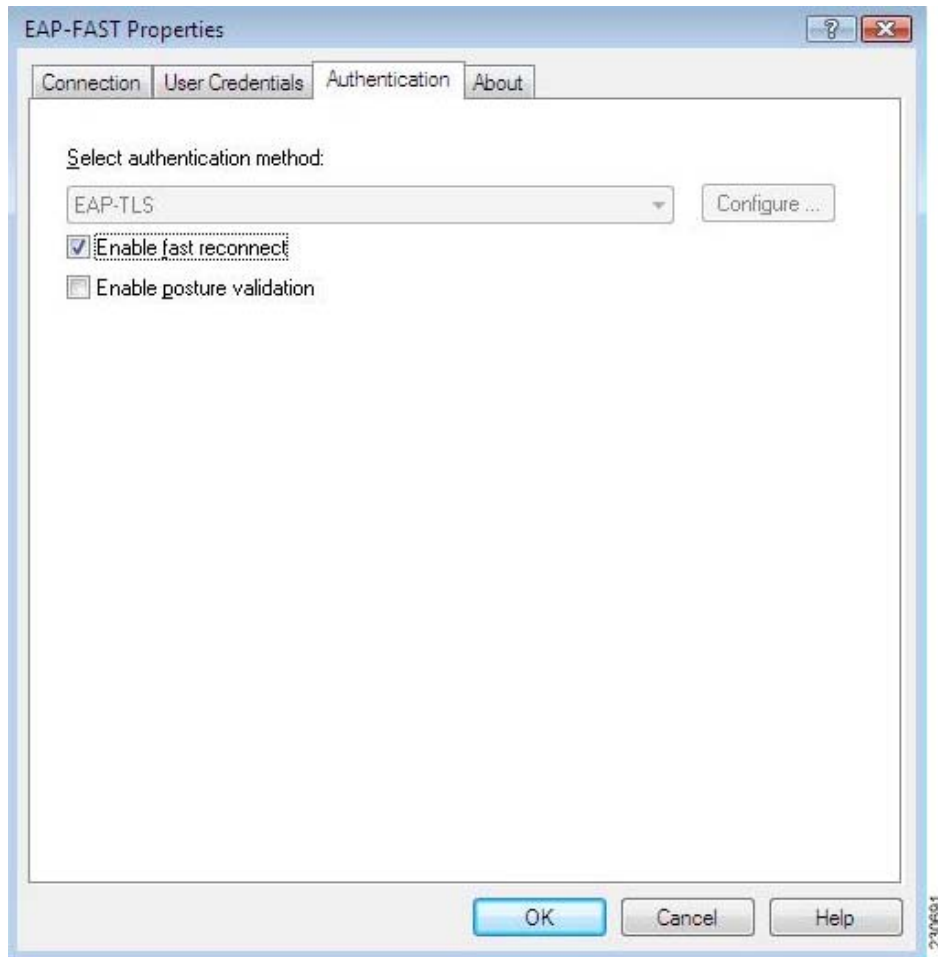 EAP-FAST Properties
Connection User Credentials Authentication About
Select authentication method:
EAP-TLS Configure ...
Enable fast reconnect
Enable posture validation
OK Cancel Help
230691